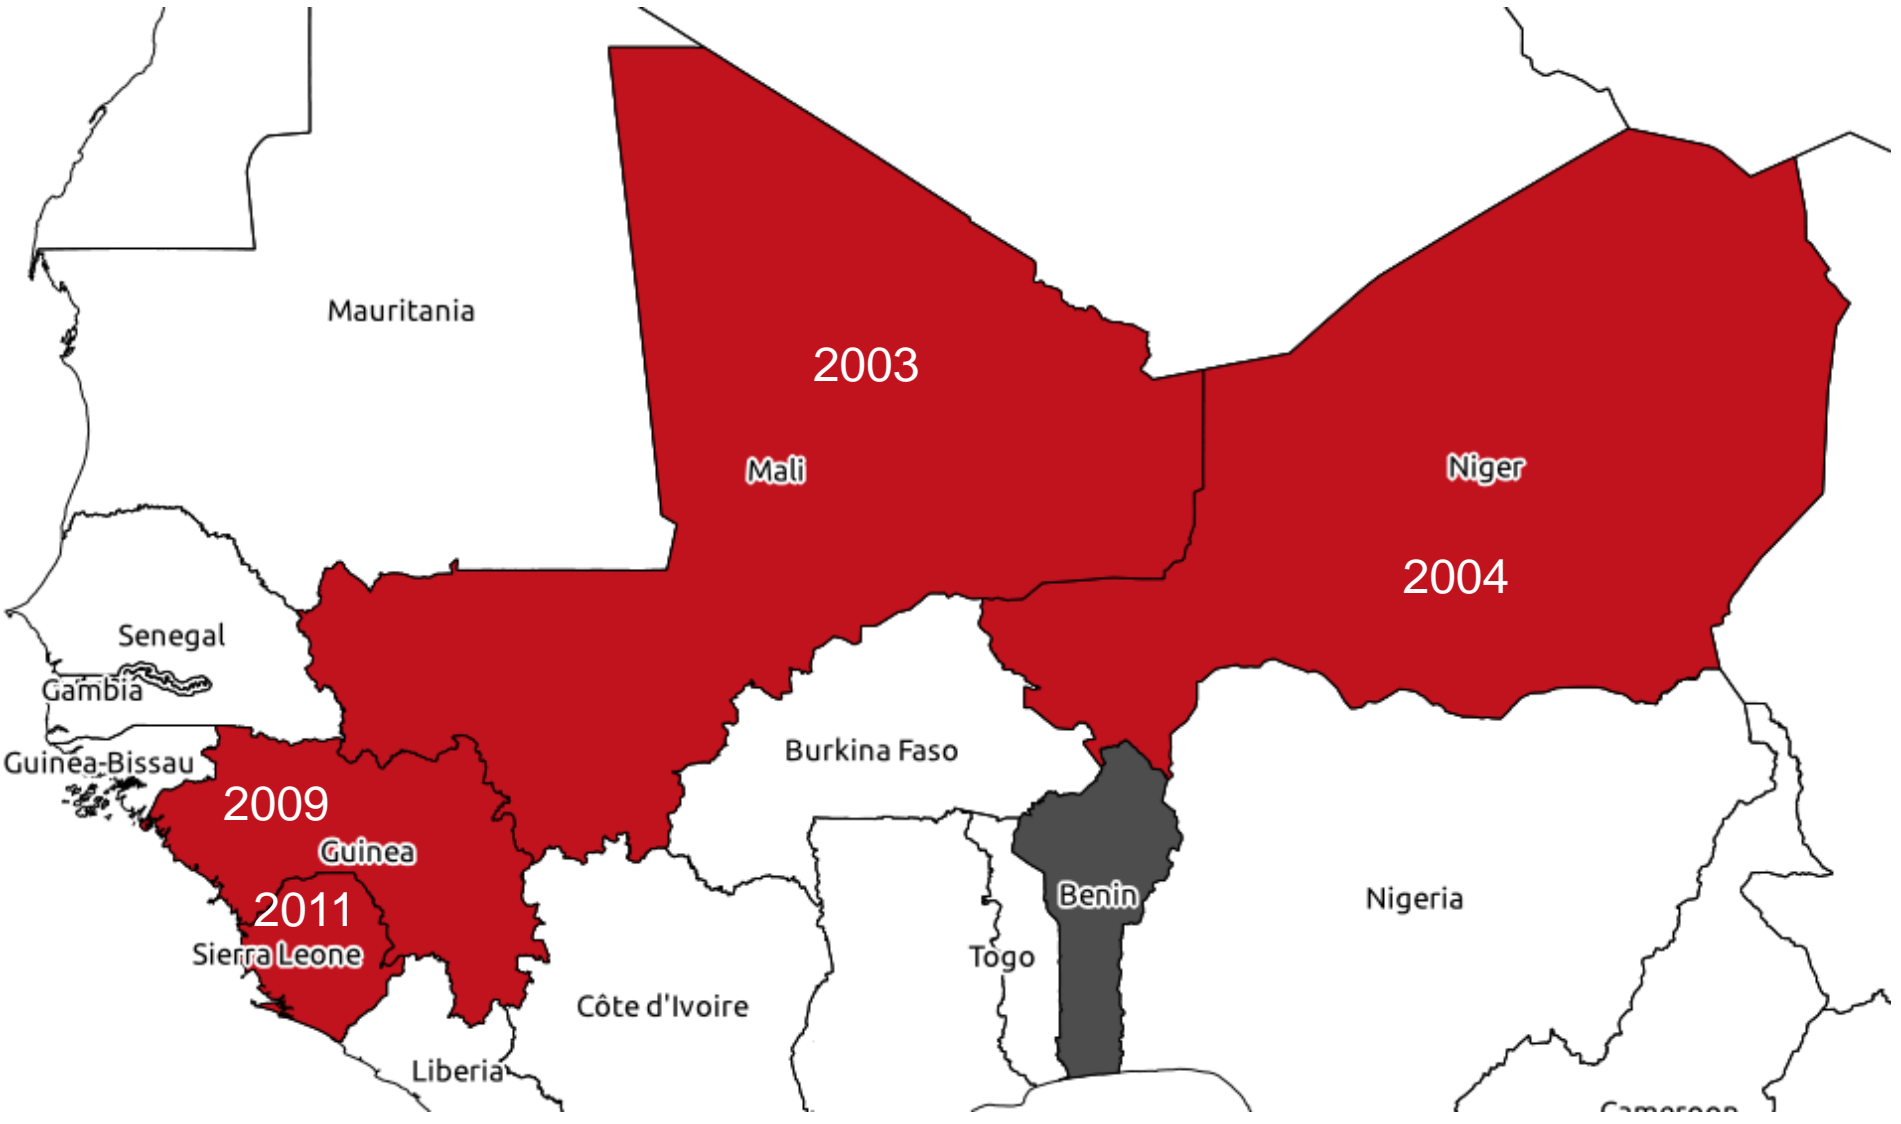 Mauritania
2003
Mali
Niger
2004
Senegal
Gambia
Guinea-Bissau
Burkina Faso
2009
Guinea
2011
Benin
Nigeria
Sierra Leone
Togo
Côte d'Ivoire
Liberia
Cameroon